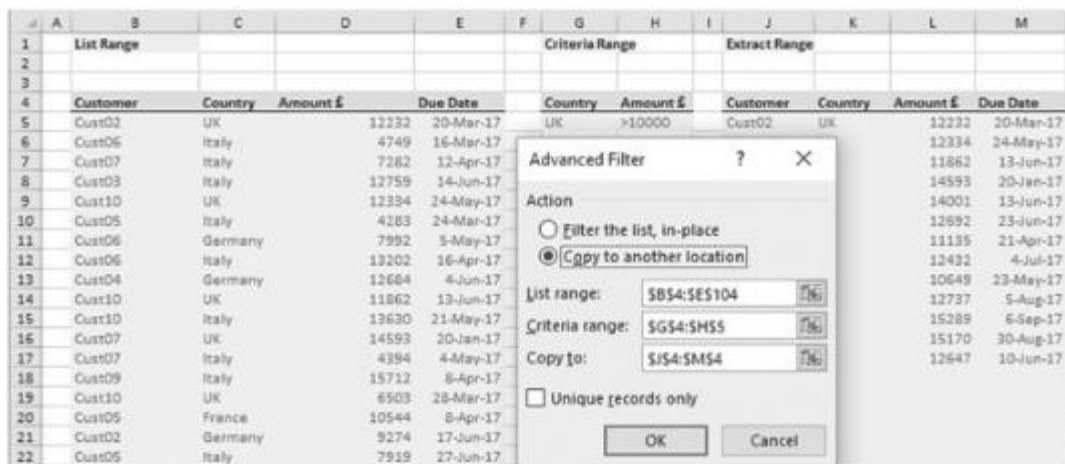 A B C D E F G H I J K L M
1 List Range Criteria Range Extract Range
2
3
4 Customer Country Amount £ Due Date Country Amount £ Customer Country Amount £ Due Date
5 Cust02 UK 12232 20-Mar-17 UK >10000 Cust02 UK 12232 20-Mar-17
6 Cust06 Italy 4749 16-Mar-17 12334 24-May-17
7 Cust07 Italy 7282 12-Apr-17 11862 13-Jun-17
8 Cust03 Italy 12759 14-Jun-17 14593 20-Jan-17
9 Cust10 UK 12334 24-May-17 14001 13-Jun-17
10 Cust05 Italy 4283 24-Mar-17 12692 23-Jun-17
11 Cust06 Germany 7992 5-May-17 11135 21-Apr-17
12 Cust06 Italy 13202 16-Apr-17 12432 4-Jul-17
13 Cust04 Germany 12684 4-Jun-17 10649 23-May-17
14 Cust10 UK 11862 13-Jun-17 12737 5-Aug-17
15 Cust10 Italy 13630 21-May-17 15289 6-Sep-17
16 Cust07 UK 14593 20-Jan-17 15170 30-Aug-17
17 Cust07 Italy 4394 4-May-17 12647 10-Jun-17
18 Cust09 Italy 15712 8-Apr-17
19 Cust10 UK 6503 28-Mar-17
20 Cust05 France 10544 8-Apr-17
21 Cust02 Germany 9274 17-Jun-17
22 Cust05 Italy 7919 27-Jun-17
Advanced Filter ?
Action
Filter the list, in-place
Copy to another location
List range: $B$4:$E$104
Criteria range: $G$4:$H$5
Copy to: $J$4:$M$4
Unique records only
OK Cancel